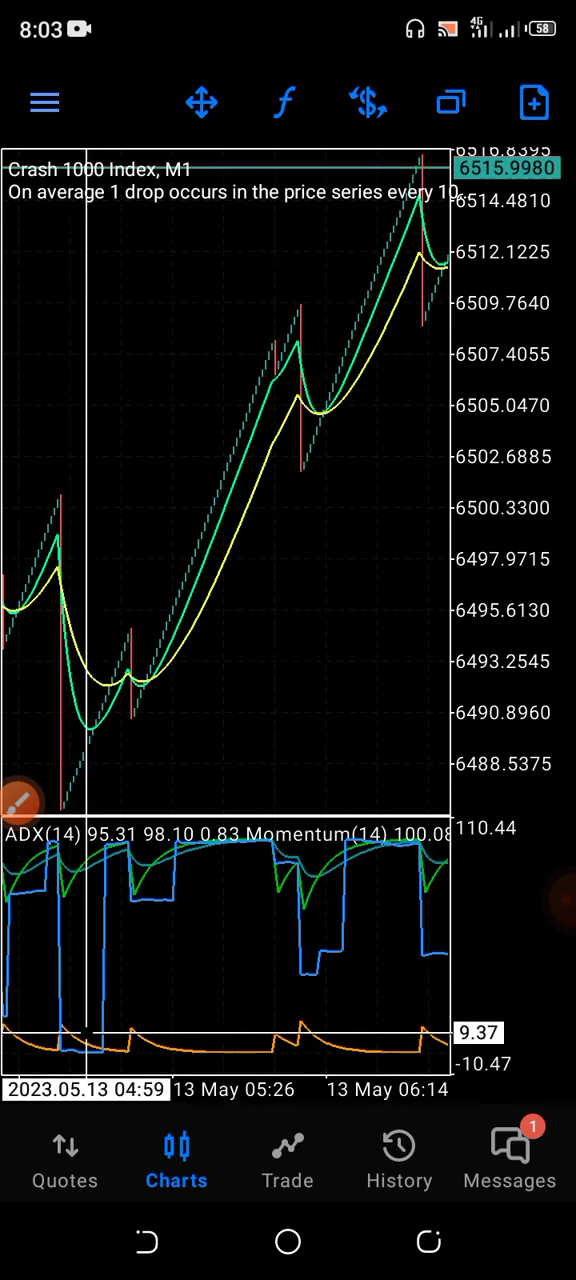 8:03 4G 58
6516.8395
Crash 1000 Index, M1 6515.9980
On average 1 drop occurs in the price series every 10
6514.4810
6512.1225
6509.7640
6507.4055
6505.0470
6502.6885
6500.3300
6497.9715
6495.6130
6493.2545
6490.8960
6488.5375
ADX(14) 95.31 98.10 0.83 Momentum(14) 100.08 110.44
9.37
-10.47
2023.05.13 04:59 13 May 05:26 13 May 06:14
1
Quotes Charts Trade History Messages